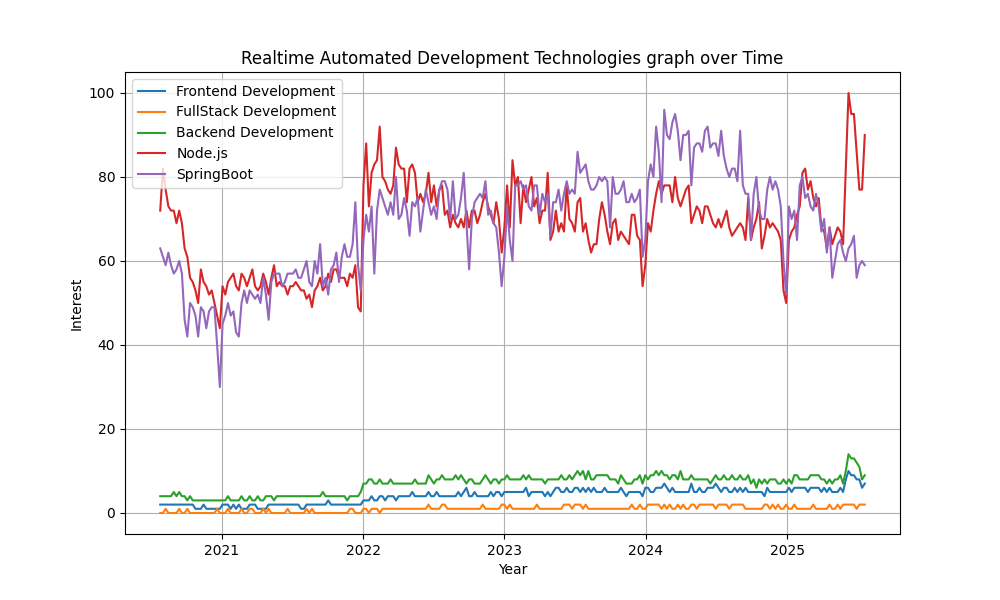 Realtime Automated Development Technologies graph over Time
Frontend Development
FullStack Development
Backend Development
Node.js
SpringBoot
100
80
60
40
20
0
Interest
2021 2022 2023 2024 2025
Year